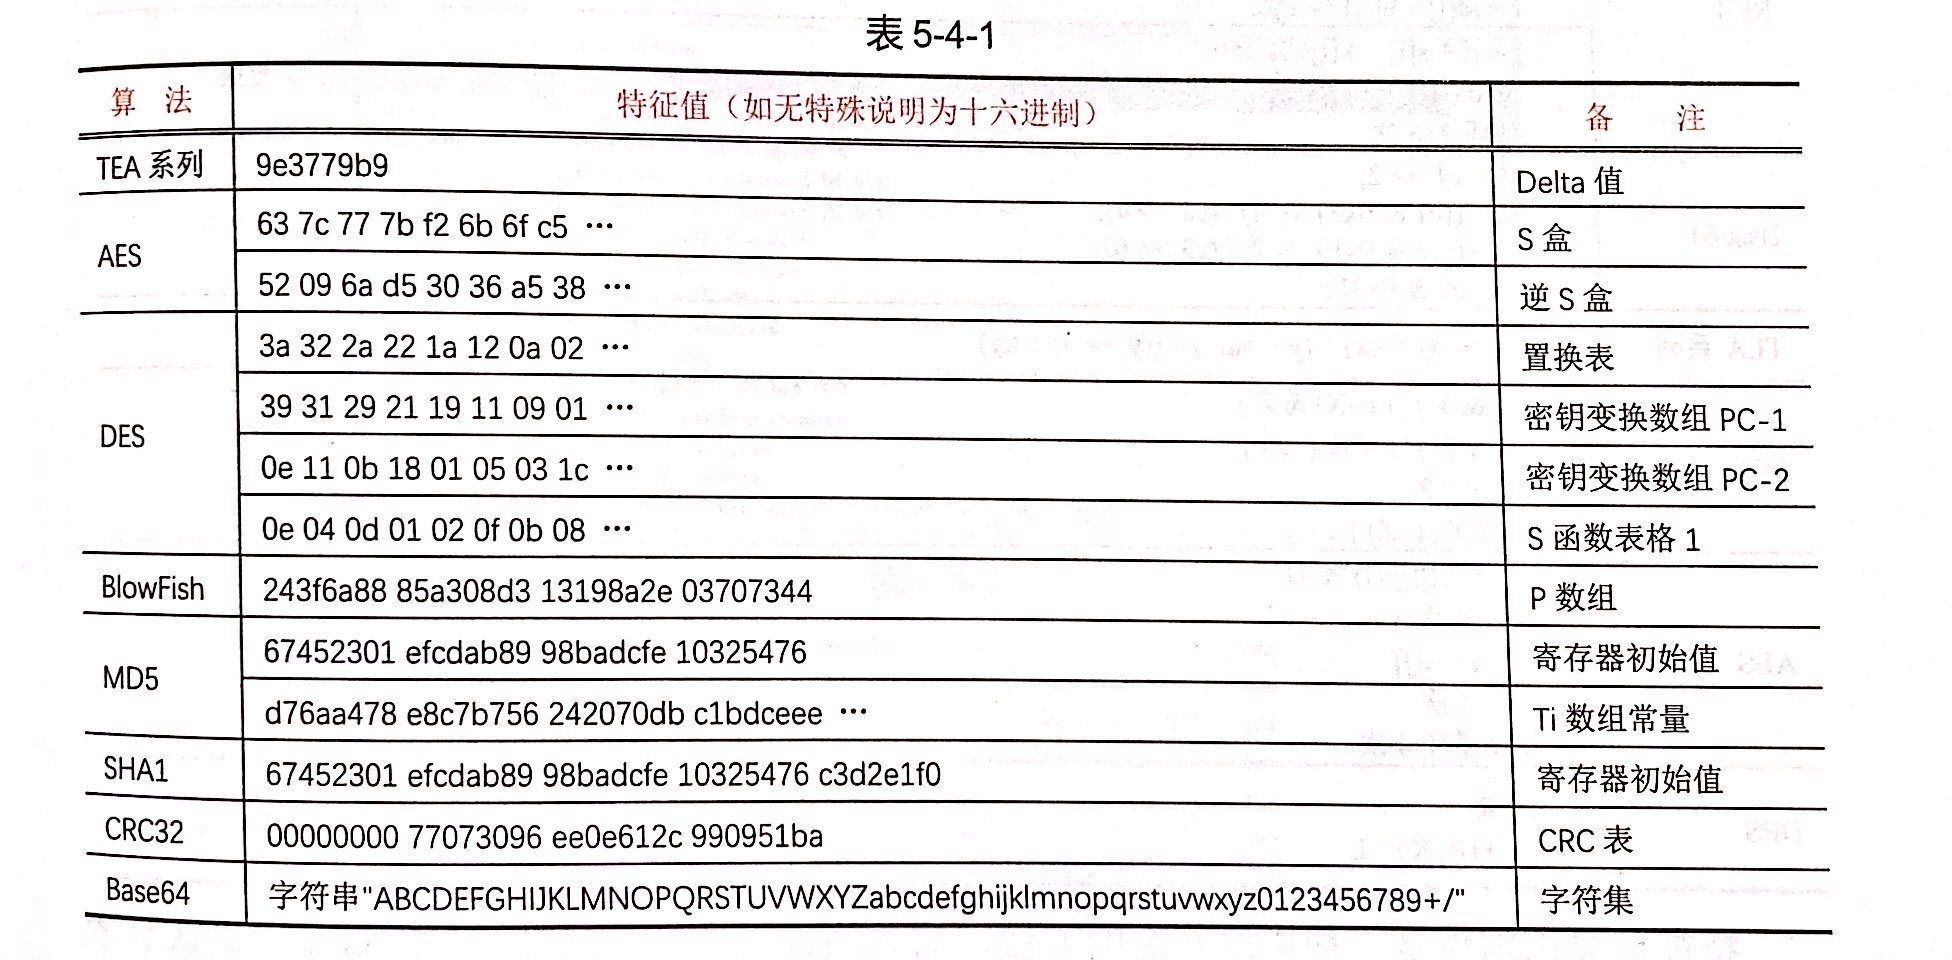 表 5-4-1
算 法 特征值（如无特殊说明为十六进制） 备 注
TEA 系列 9e3779b9 Delta 值
AES 63 7c 77 7b f2 6b 6f c5 … S 盒
52 09 6a d5 30 36 a5 38 … 逆 S 盒
DES 3a 32 2a 22 1a 12 0a 02 … 置换表
39 31 29 21 19 11 09 01 … 密钥变换数组 PC-1
0e 11 0b 18 01 05 03 1c … 密钥变换数组 PC-2
0e 04 0d 01 02 0f 0b 08 … S 函数表格 1
BlowFish 243f6a88 85a308d3 13198a2e 03707344 P 数组
MD5 67452301 efcdab89 98badcfe 10325476 寄存器初始值
d76aa478 e8c7b756 242070db c1bdceee … Ti 数组常量
SHA1 67452301 efcdab89 98badcfe 10325476 c3d2e1f0 寄存器初始值
CRC32 00000000 77073096 ee0e612c 990951ba CRC 表
Base64 字符串"ABCDEFGHIJKLMNOPQRSTUVWXYZabcdefghijklmnopqrstuvwxyz0123456789+/" 字符集